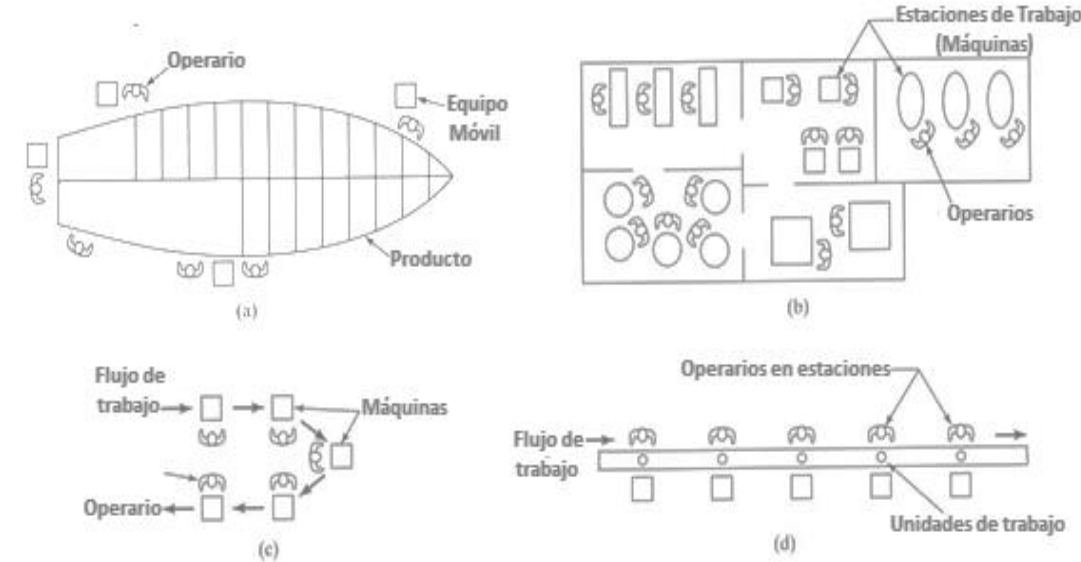 Operario
Equipo
Móvil
Producto
(a)
Estaciones de Trabajo
(Máquinas)
Operarios
(b)
Flujo de
trabajo
Máquinas
Operario
(c)
Operarios en estaciones
Flujo de
trabajo
Unidades de trabajo
(d)